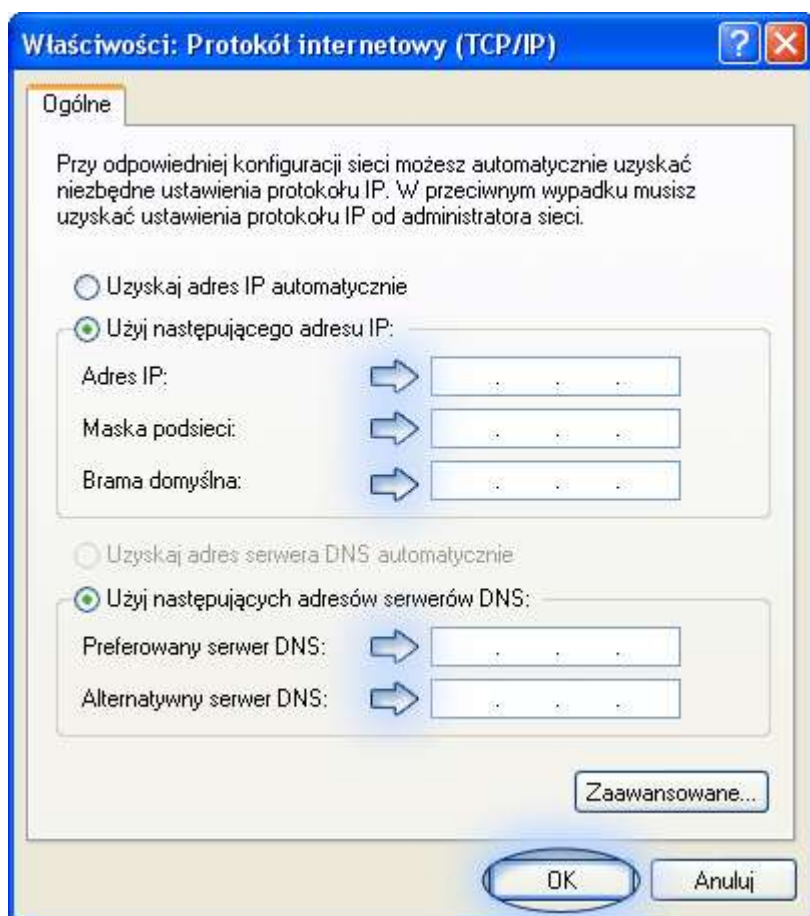 Właściwości: Protokół internetowy (TCP/IP)
Ogólne
Przy odpowiedniej konfiguracji sieci możesz automatycznie uzyskać
niezbędne ustawienia protokołu IP. W przeciwnym wypadku musisz
uzyskać ustawienia protokołu IP od administratora sieci.
Uzyskaj adres IP automatycznie
Użyj następującego adresu IP:
Adres IP:
Maska podsieci:
Brama domyślna:
Uzyskaj adres serwera DNS automatycznie
Użyj następujących adresów serwerów DNS:
Preferowany serwer DNS:
Alternatywny serwer DNS:
Zaawansowane...
OK Anuluj